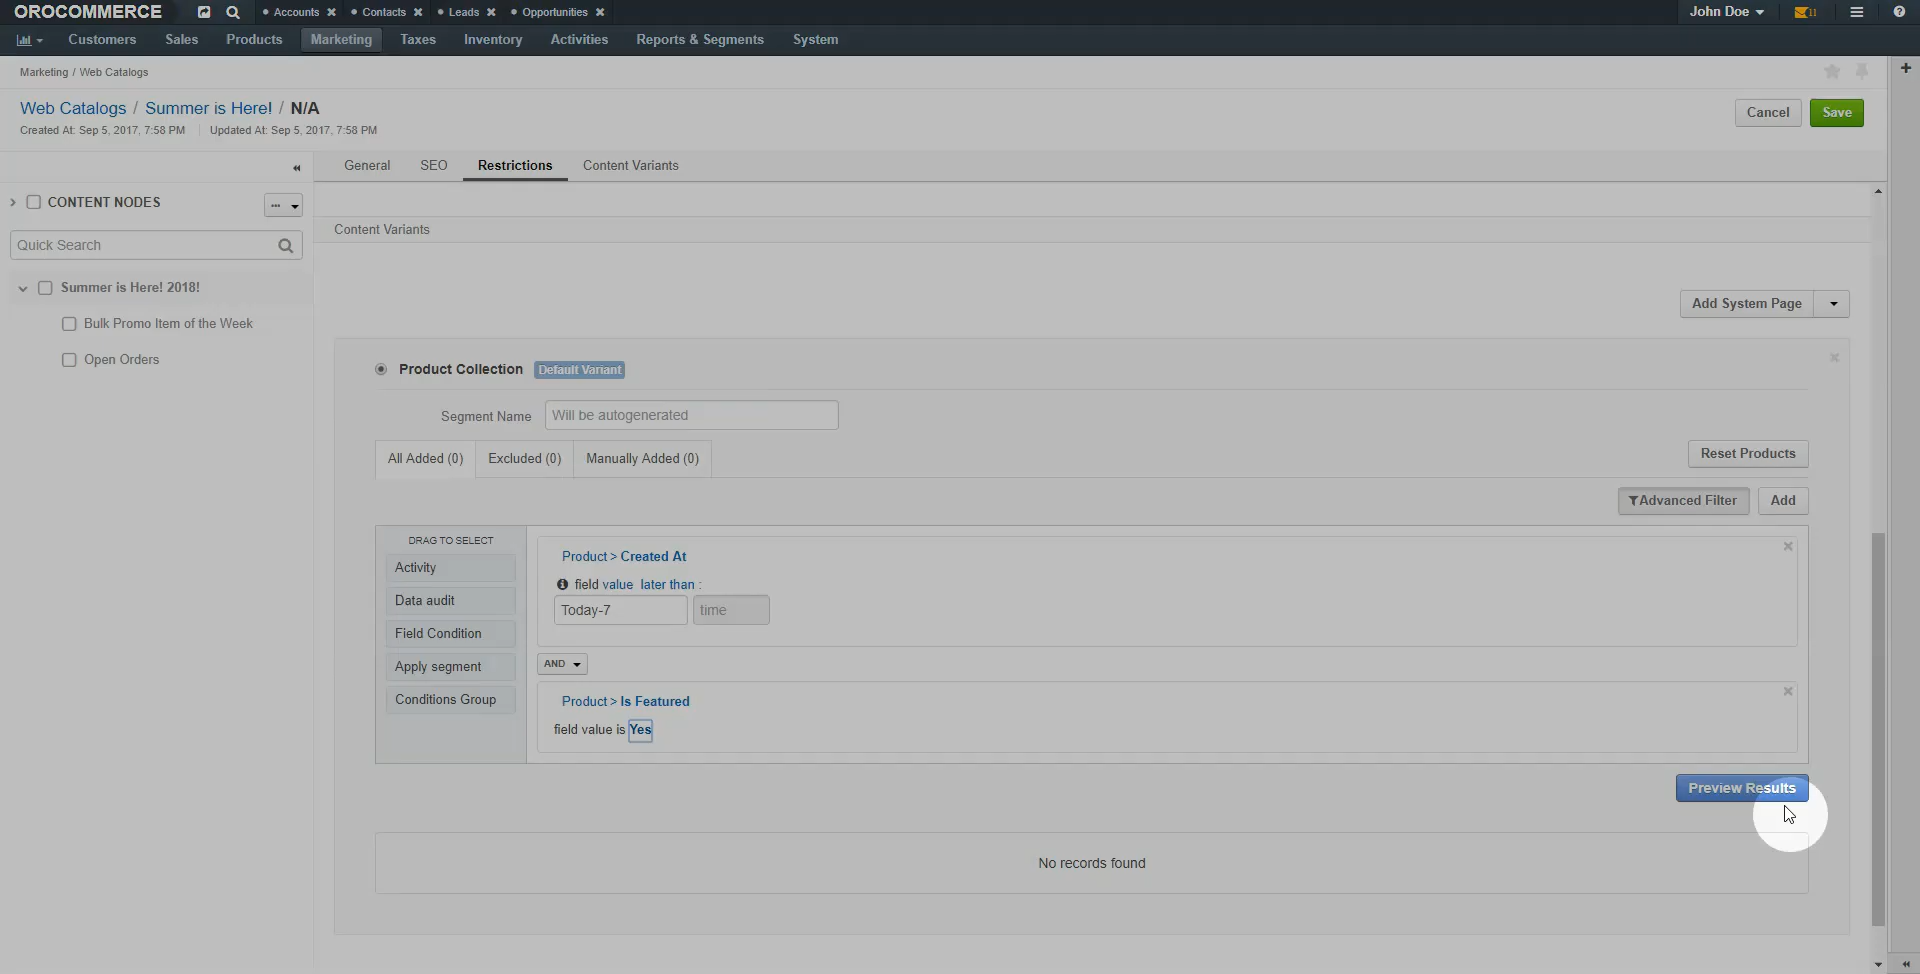 OROCOMMERCE • Accounts ✖ • Contacts ✖ • Leads ✖ • Opportunities ✖ John Doe 11
Customers Sales Products Marketing Taxes Inventory Activities Reports & Segments System
Marketing / Web Catalogs
Web Catalogs / Summer is Here! / N/A
Cancel Save
Created At: Sep 5, 2017, 7:58 PM Updated At: Sep 5, 2017, 7:58 PM
General SEO Restrictions Content Variants
CONTENT NODES ...
Content Variants
Quick Search
Summer is Here! 2018!
Add System Page
Bulk Promo Item of the Week
Open Orders
Product Collection Default Variant
Segment Name Will be autogenerated
All Added (0) Excluded (0) Manually Added (0) Reset Products
Advanced Filter Add
DRAG TO SELECT
Activity
Data audit
Field Condition
Apply segment
Conditions Group
Product > Created At
field value later than :
Today-7 time
AND
Product > Is Featured
field value is Yes
Preview Results
No records found